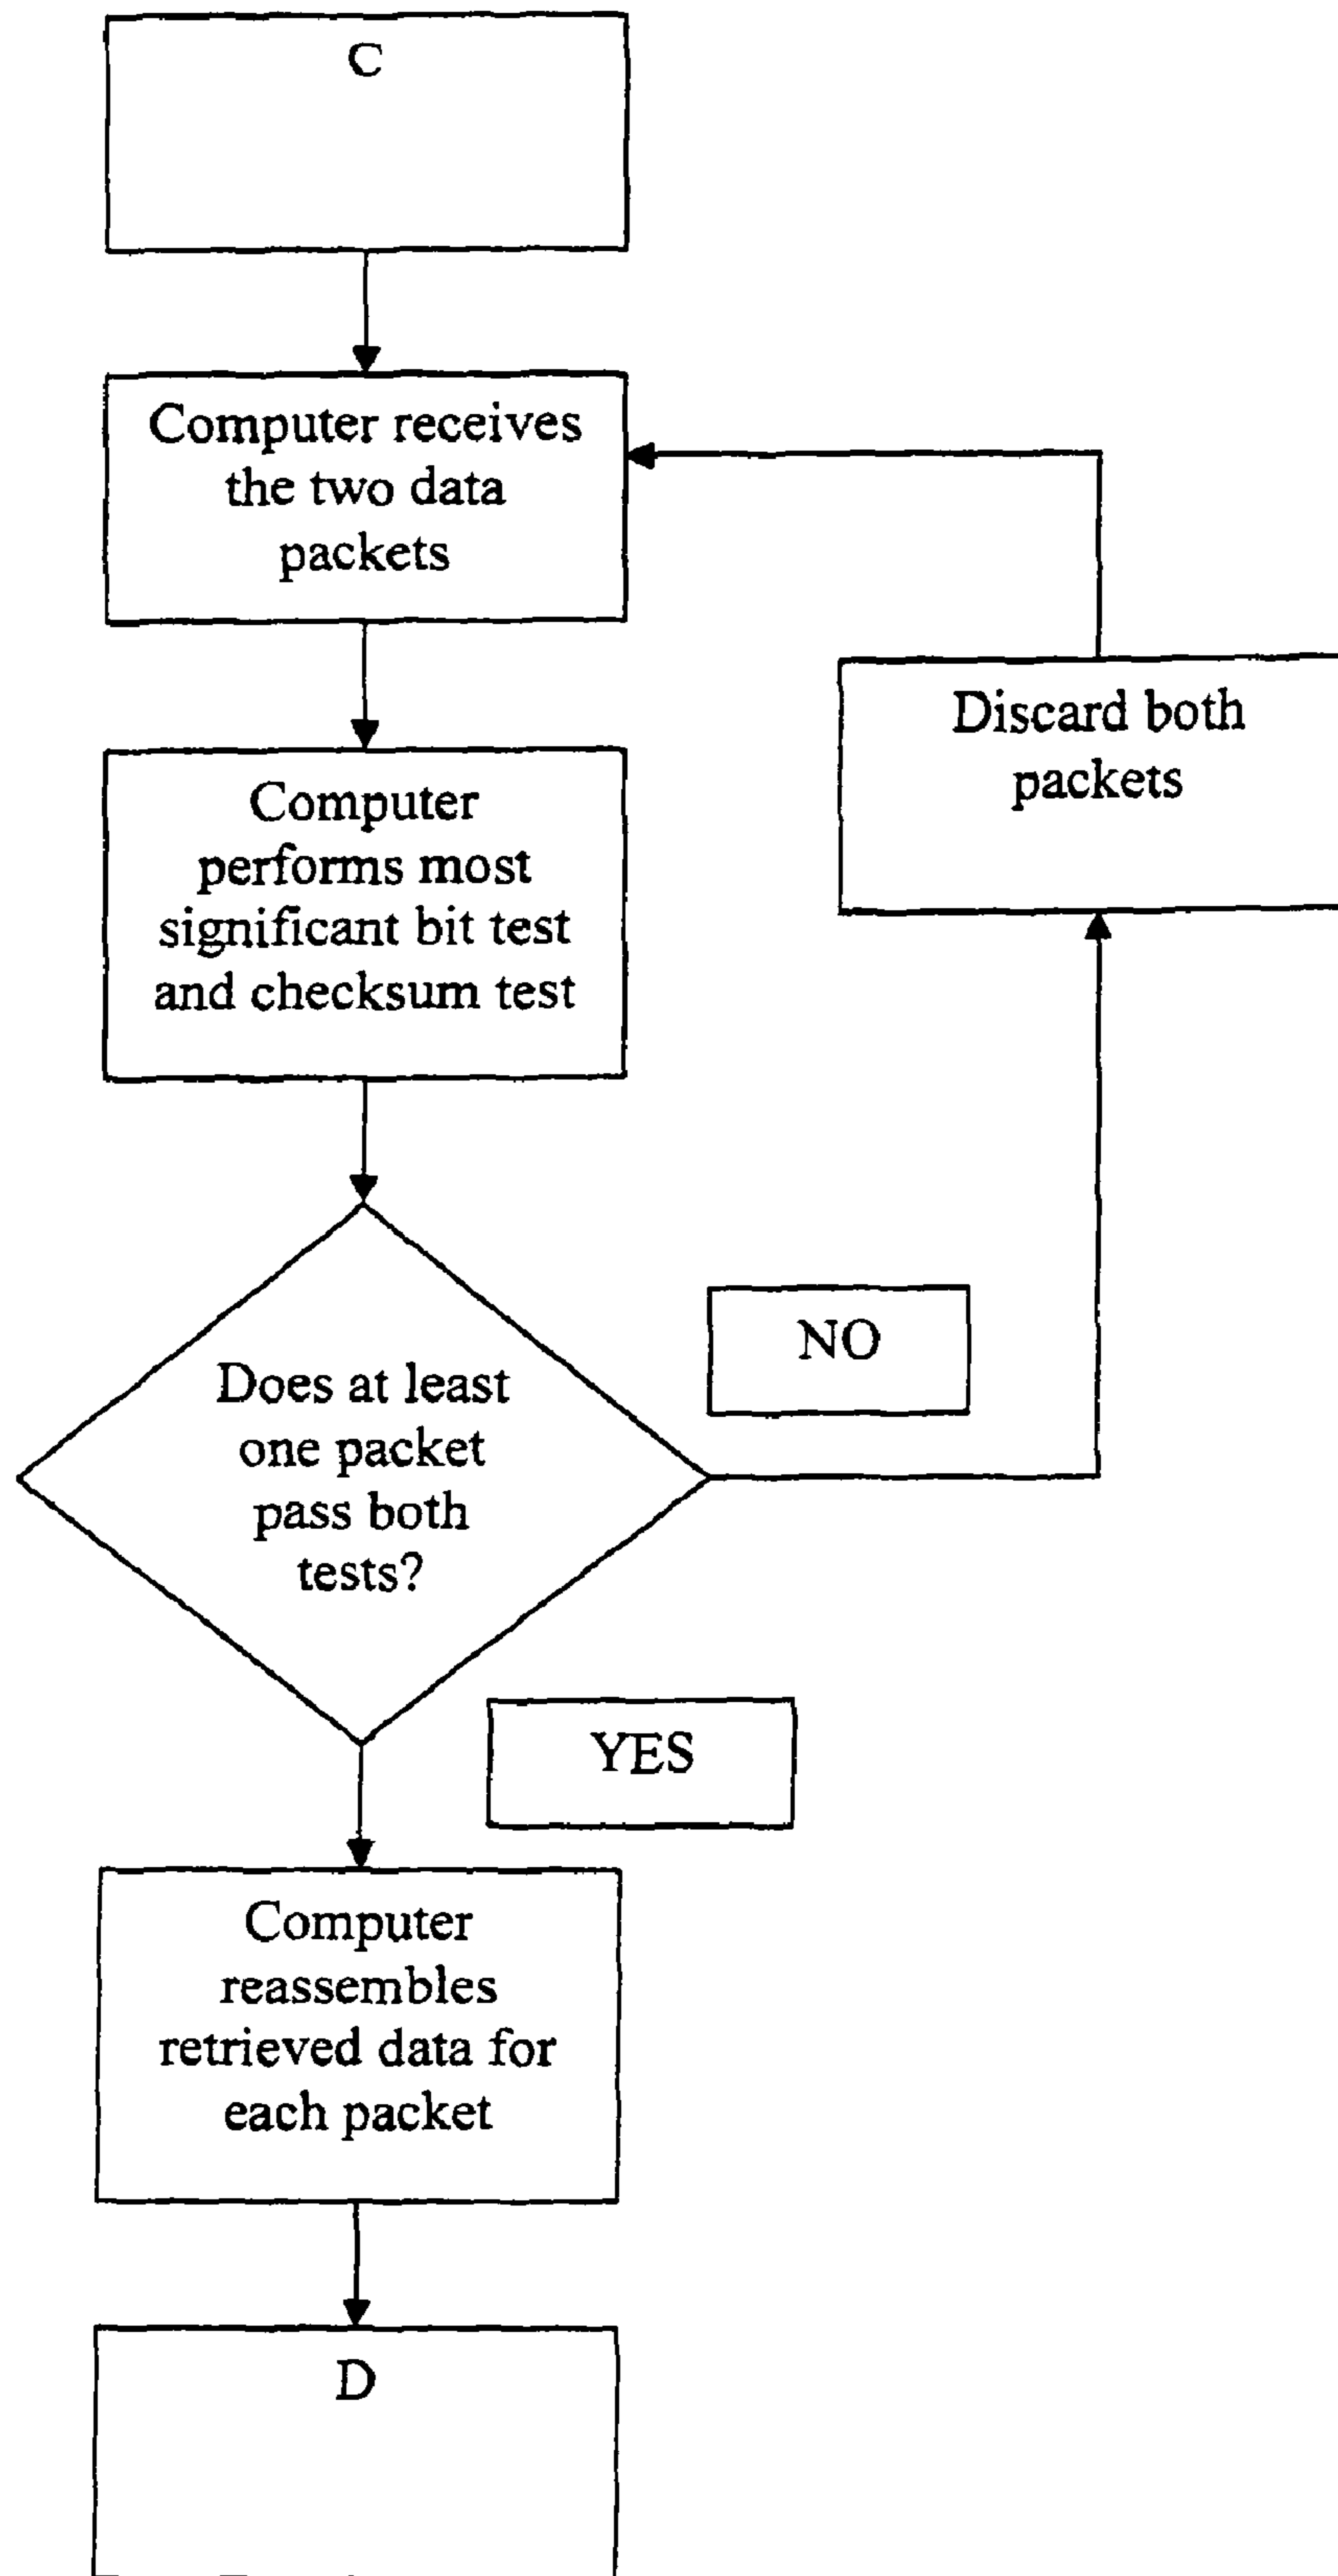 C
Computer receives
the two data
packets
Discard both
packets
Computer
performs most
significant bit test
and checksum test
NO
Does at least
one packet
pass both
tests?
YES
Computer
reassembles
retrieved data for
each packet
D